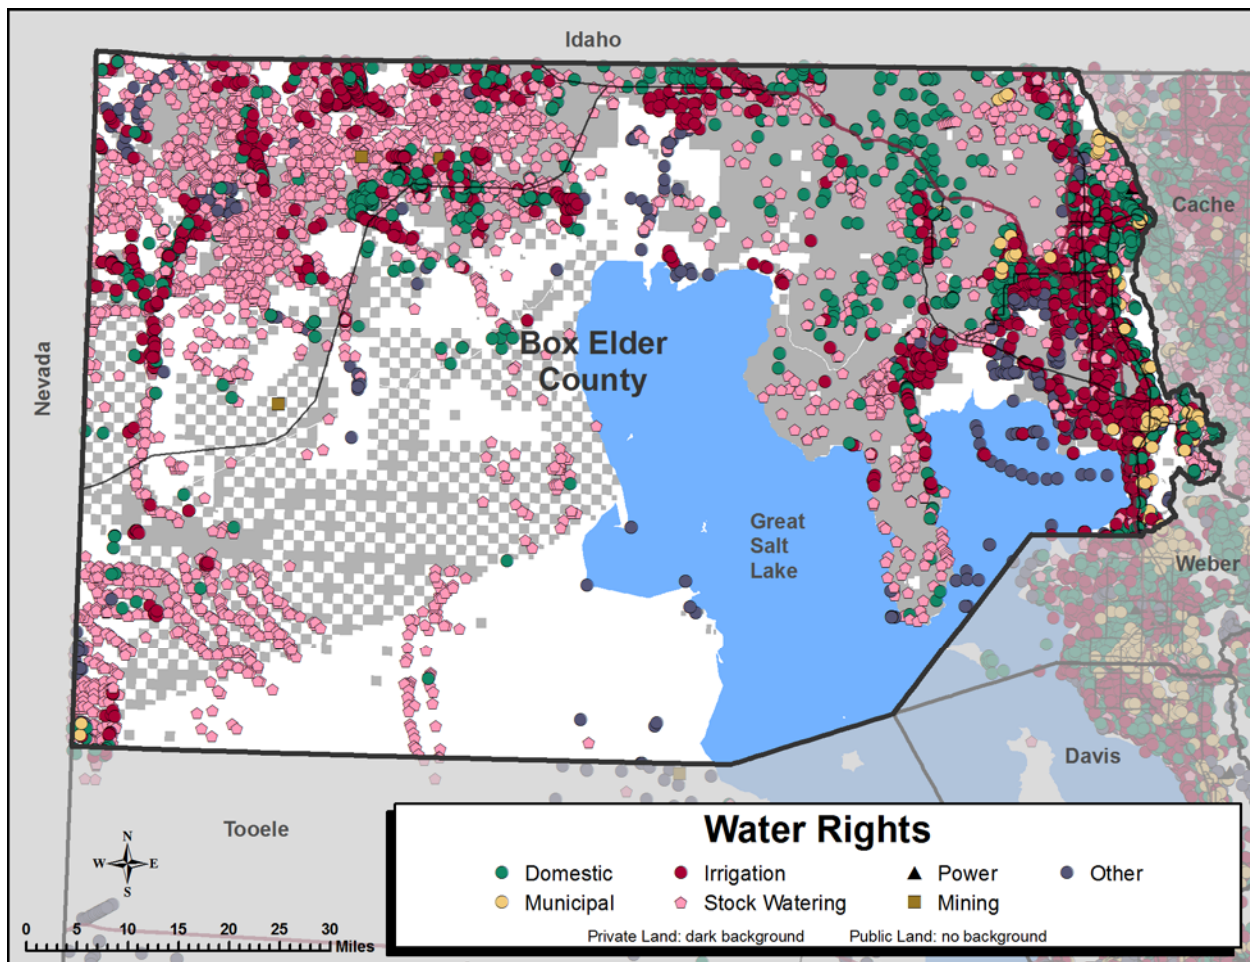 Idaho
Cache
Nevada
Box Elder
County
Great
Salt
Lake
Weber
Davis
Tooele
N
W E
S
0 5 10 15 20 25 30
Miles
Water Rights
Domestic Irrigation Power Other
Municipal Stock Watering Mining
Private Land: dark background Public Land: no background